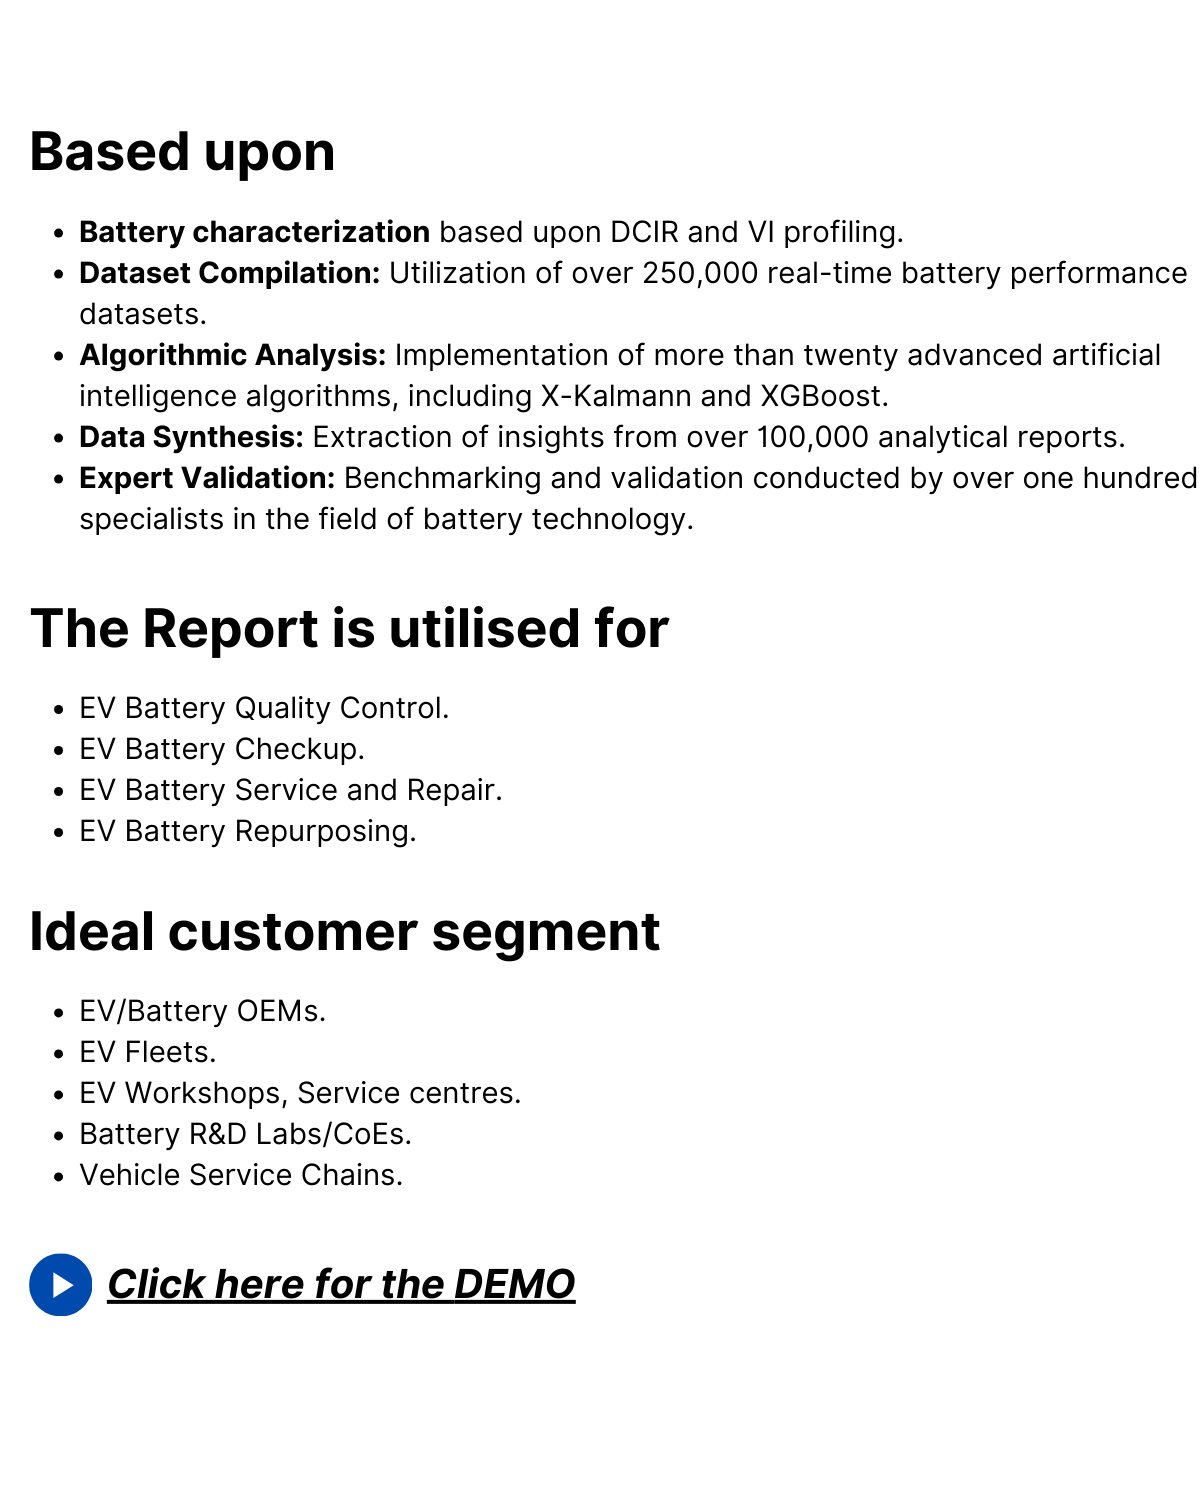 Based upon
• Battery characterization based upon DCIR and VI profiling.
• Dataset Compilation: Utilization of over 250,000 real-time battery performance
datasets.
• Algorithmic Analysis: Implementation of more than twenty advanced artificial
intelligence algorithms, including X-Kalmann and XGBoost.
• Data Synthesis: Extraction of insights from over 100,000 analytical reports.
• Expert Validation: Benchmarking and validation conducted by over one hundred
specialists in the field of battery technology.
The Report is utilised for
• EV Battery Quality Control.
• EV Battery Checkup.
• EV Battery Service and Repair.
• EV Battery Repurposing.
Ideal customer segment
• EV/Battery OEMs.
• EV Fleets.
• EV Workshops, Service centres.
• Battery R&D Labs/CoEs.
• Vehicle Service Chains.
Click here for the DEMO